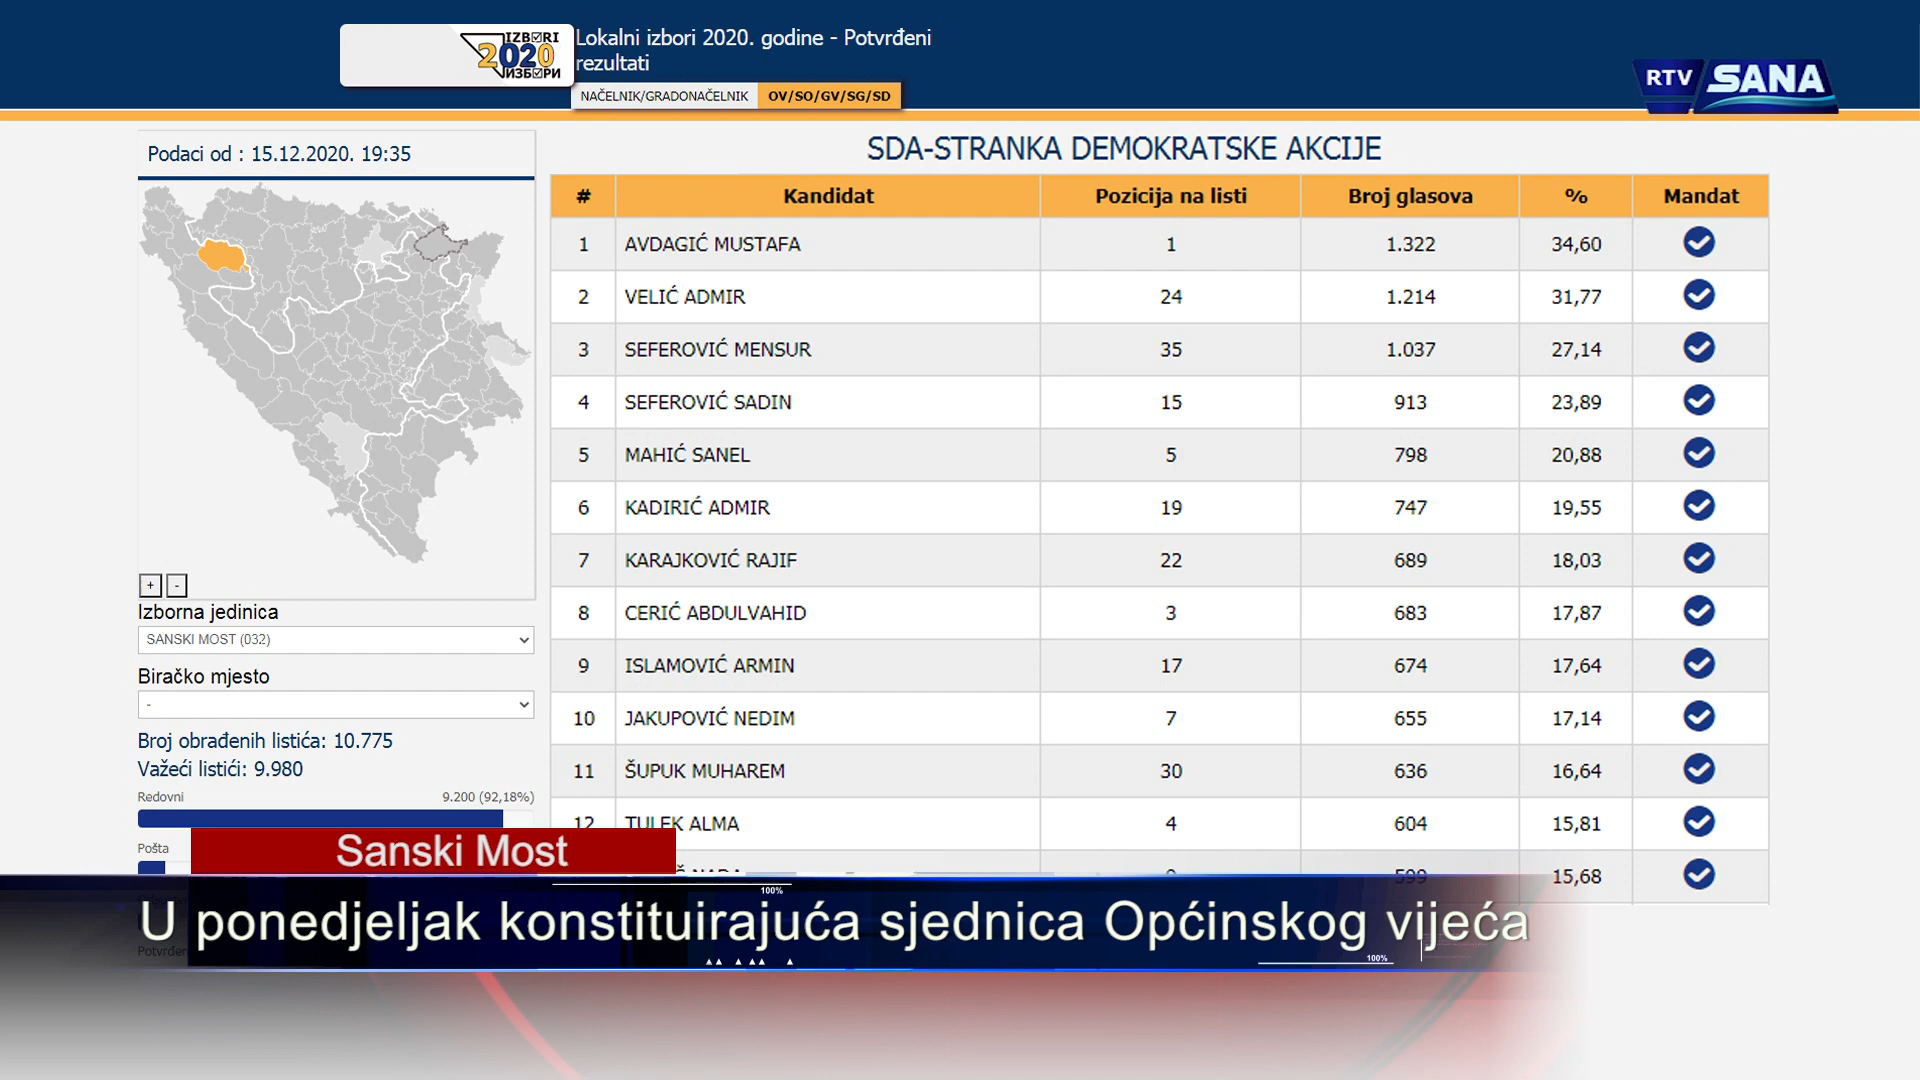 IZBORI
2020
ИЗБОРИ
Lokalni izbori 2020. godine - Potvrđeni
rezultati
NAČELNIK/GRADONAČELNIK
OV/SO/GV/SG/SD
RTV SANA
Podaci od : 15.12.2020. 19:35
+ -
Izborna jedinica
SANSKI MOST (032)
Biračko mjesto
-
Broj obrađenih listića: 10.775
Važeći listići: 9.980
Redovni 9.200 (92,18%)
Pošta
SDA-STRANKA DEMOKRATSKE AKCIJE
# Kandidat Pozicija na listi Broj glasova % Mandat
1 AVDAGIĆ MUSTAFA 1 1.322 34,60
2 VELIĆ ADMIR 24 1.214 31,77
3 SEFEROVIĆ MENSUR 35 1.037 27,14
4 SEFEROVIĆ SADIN 15 913 23,89
5 MAHIĆ SANEL 5 798 20,88
6 KADIRIĆ ADMIR 19 747 19,55
7 KARAJKOVIĆ RAJIF 22 689 18,03
8 CERIĆ ABDULVAHID 3 683 17,87
9 ISLAMOVIĆ ARMIN 17 674 17,64
10 JAKUPOVIĆ NEDIM 7 655 17,14
11 ŠUPUK MUHAREM 30 636 16,64
12 TULEK ALMA 4 604 15,81
599 15,68
Sanski Most
100%
U ponedjeljak konstituirajuća sjednica Općinskog vijeća
100%